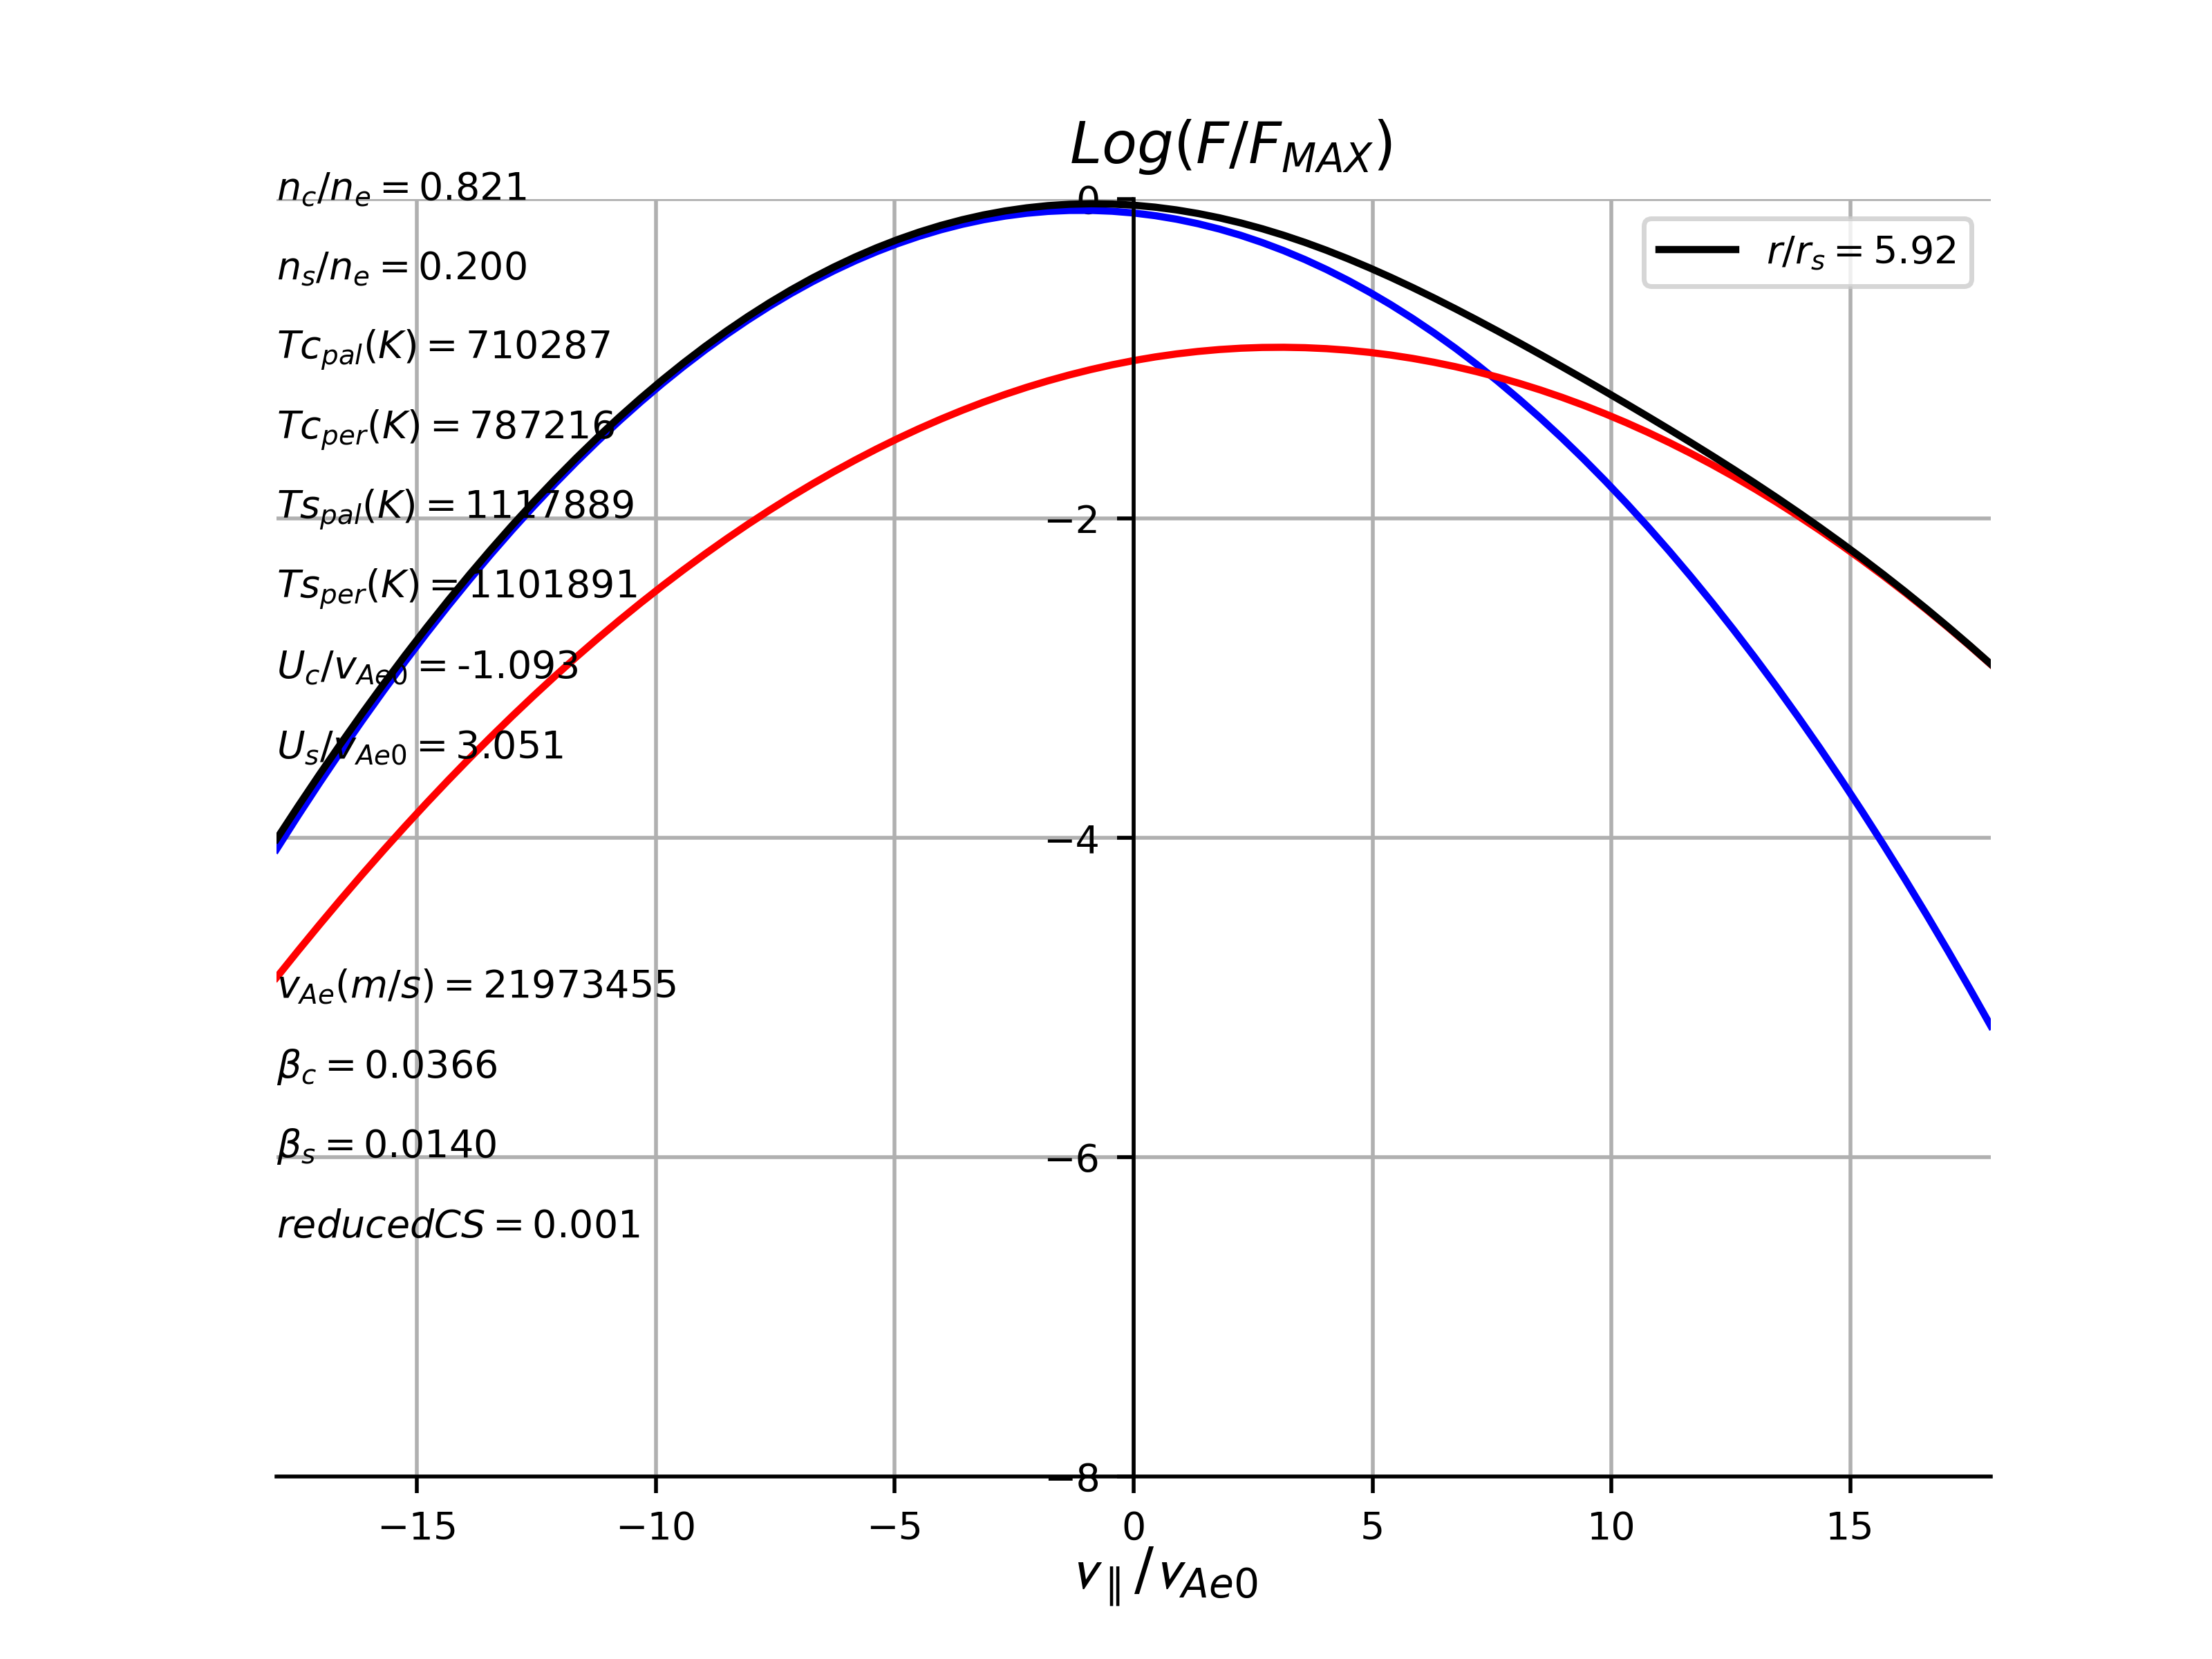 Log(F/F_MAX)
n_c/n_e = 0.821
0
r/r_s = 5.92
n_s/n_e = 0.200
Tc_pal(K) = 710287
Tc_per(K) = 787216
Ts_pal(K) = 1117889
−2
Ts_per(K) = 1101891
U_c/v_Ae0 = -1.093
U_s/v_Ae0 = 3.051
−4
v_Ae(m/s) = 21973455
β_c = 0.0366
β_s = 0.0140
−6
reducedCS = 0.001
−8
−15 −10 −5 0 5 10 15
v_∥/v_Ae0